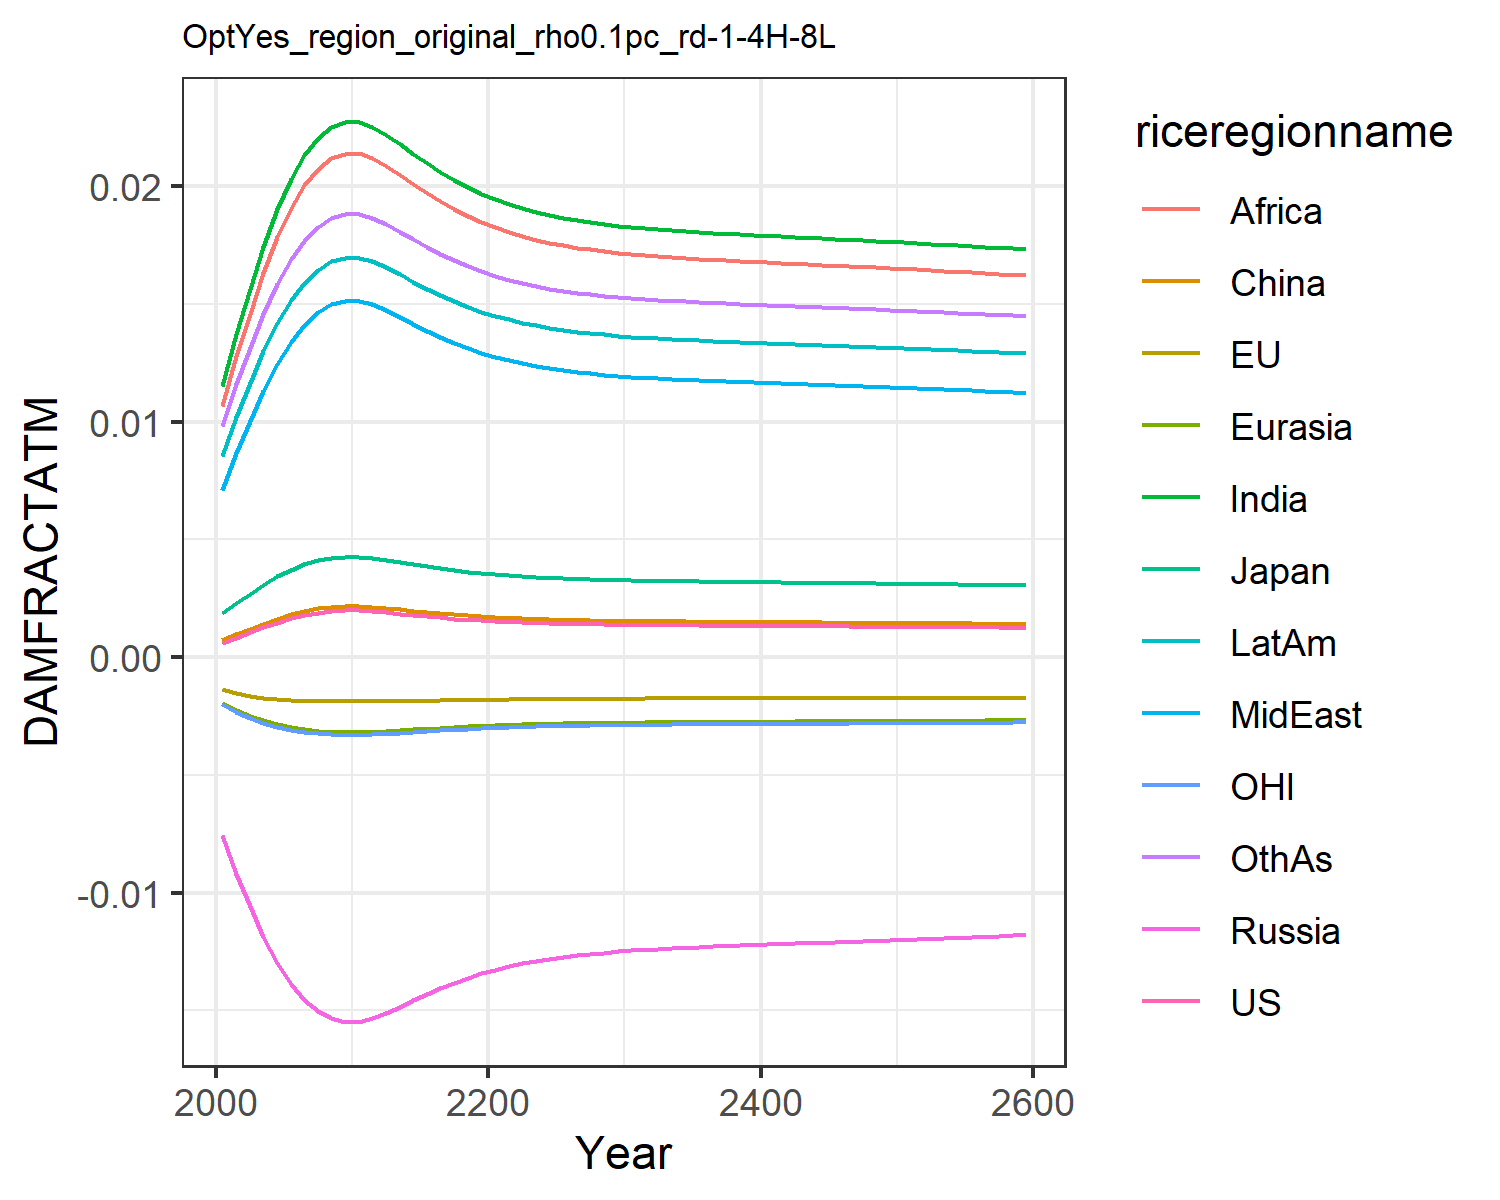 OptYes_region_original_rho0.1pc_rd-1-4H-8L
DAMFRACTATM
0.02
0.01
0.00
-0.01
2000 2200 2400 2600
Year
riceregionname
Africa
China
EU
Eurasia
India
Japan
LatAm
MidEast
OHI
OthAs
Russia
US